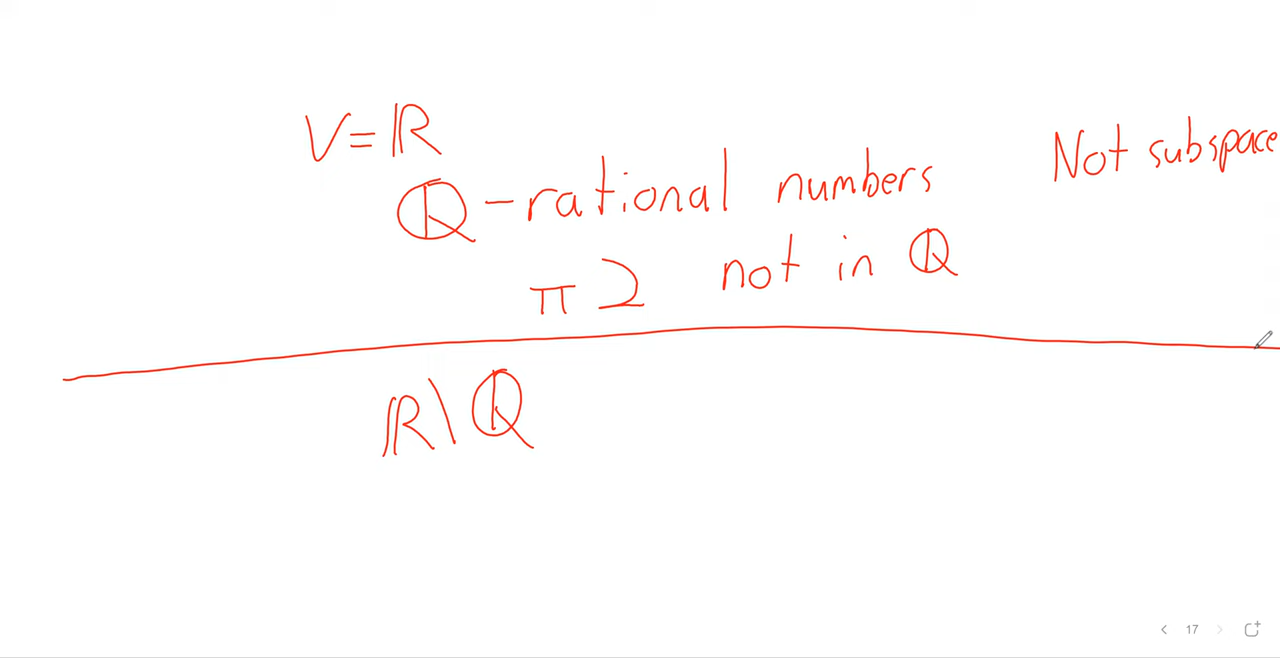 V=ℝ
Not subspace
ℚ-rational numbers
π 2 not in ℚ
ℝ\ℚ
< 17 >